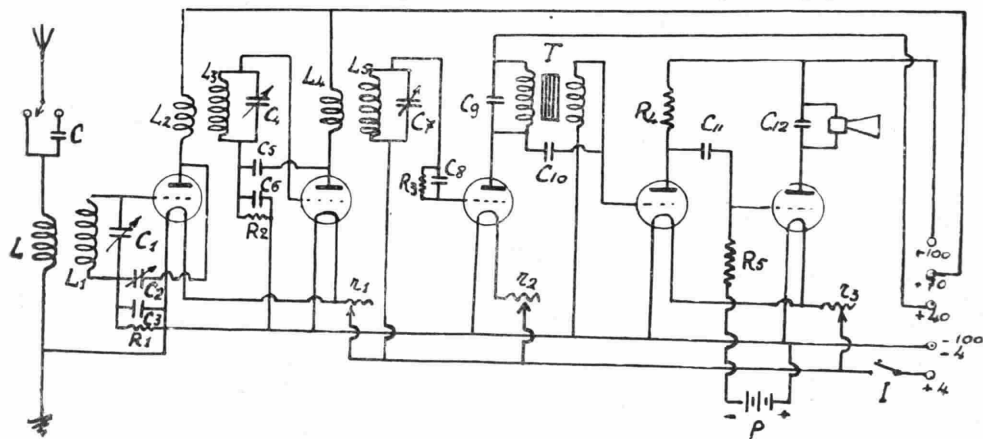 C
L
L1
C1
C2
C3
R1
L2
L3
C4
C5
C6
R2
L4
r1
L5
C7
C8
R3
r2
C9
T
C10
R4
C11
R5
C12
r3
+100
+70
+40
-100
-4
+4
I
- P +